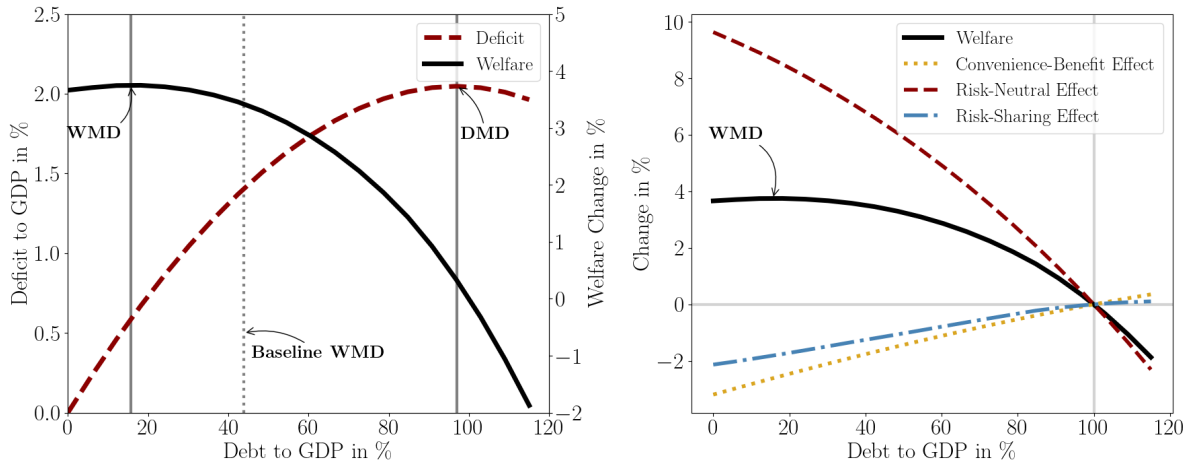 2.5
2.0
1.5
1.0
0.5
0.0
Deficit to GDP in %
0
20
40
60
80
100
120
Debt to GDP in %
5
4
3
2
1
0
−1
−2
Welfare Change in %
Deficit
Welfare
WMD
DMD
Baseline WMD
10
8
6
4
2
0
−2
Change in %
0
20
40
60
80
100
120
Debt to GDP in %
Welfare
Convenience-Benefit Effect
Risk-Neutral Effect
Risk-Sharing Effect
WMD